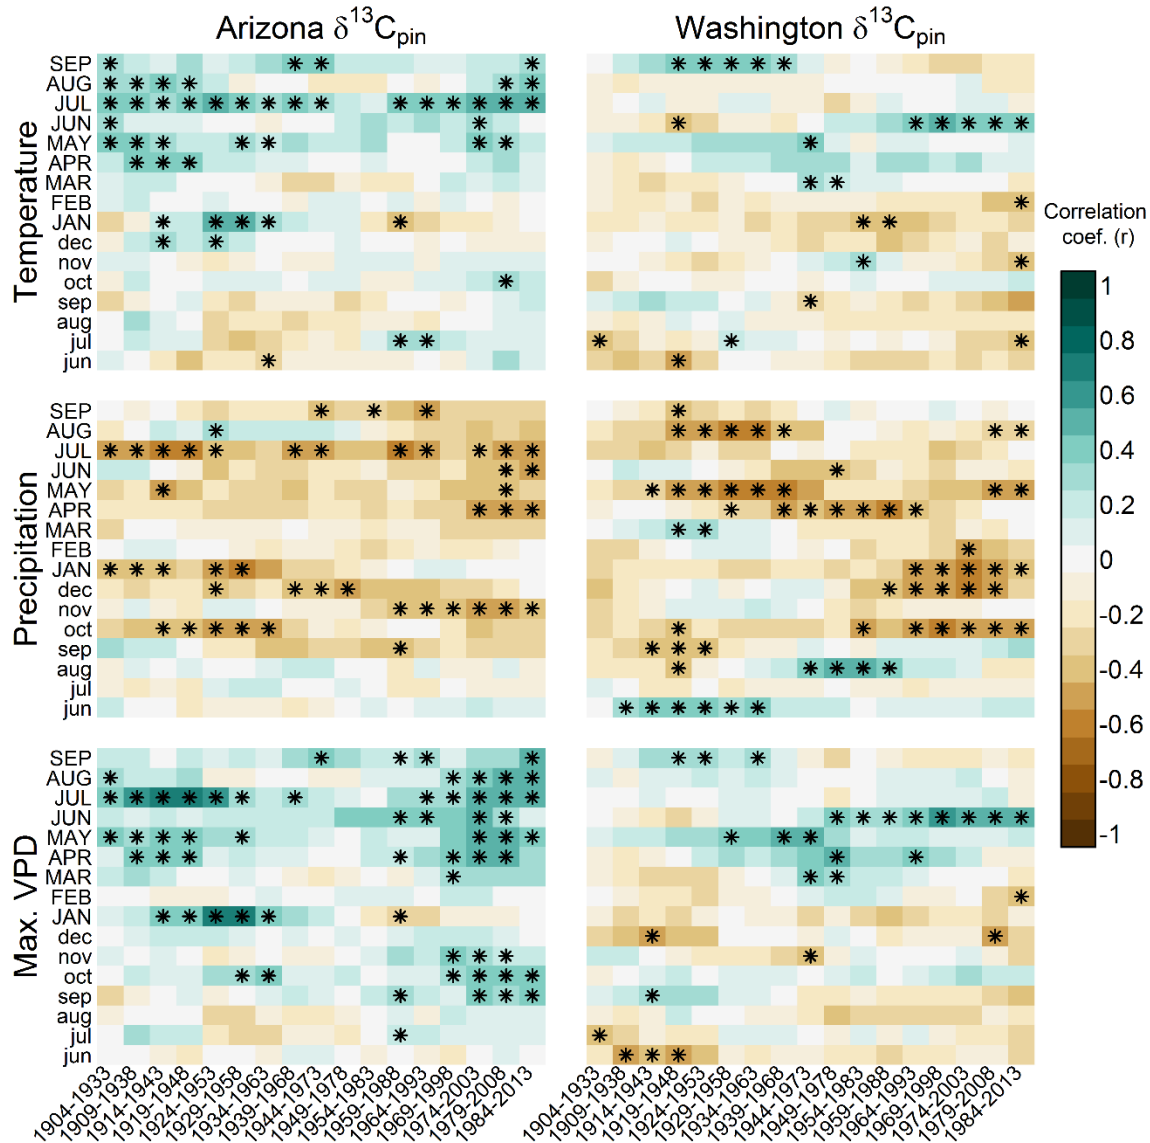 Arizona δ¹³Cpin
Washington δ¹³Cpin
Temperature
SEP
AUG
JUL
JUN
MAY
APR
MAR
FEB
JAN
dec
nov
oct
sep
aug
jul
jun
Precipitation
SEP
AUG
JUL
JUN
MAY
APR
MAR
FEB
JAN
dec
nov
oct
sep
aug
jul
jun
Max. VPD
SEP
AUG
JUL
JUN
MAY
APR
MAR
FEB
JAN
dec
nov
oct
sep
aug
jul
jun
1904-1933
1909-1938
1914-1943
1919-1948
1924-1953
1929-1958
1934-1963
1939-1968
1944-1973
1949-1978
1954-1983
1959-1988
1964-1993
1969-1998
1974-2003
1979-2008
1984-2013
1904-1933
1909-1938
1914-1943
1919-1948
1924-1953
1929-1958
1934-1963
1939-1968
1944-1973
1949-1978
1954-1983
1959-1988
1964-1993
1969-1998
1974-2003
1979-2008
1984-2013
Correlation
coef. (r)
1
0.8
0.6
0.4
0.2
0
-0.2
-0.4
-0.6
-0.8
-1